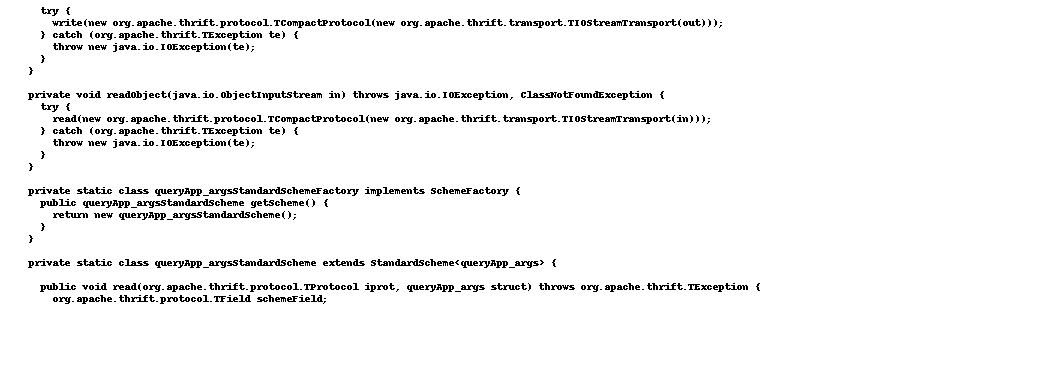 try {
write(new org.apache.thrift.protocol.TCompactProtocol(new org.apache.thrift.transport.TIOStreamTransport(out)));
} catch (org.apache.thrift.TException te) {
throw new java.io.IOException(te);
}
}
private void readObject(java.io.ObjectInputStream in) throws java.io.IOException, ClassNotFoundException {
try {
read(new org.apache.thrift.protocol.TCompactProtocol(new org.apache.thrift.transport.TIOStreamTransport(in)));
} catch (org.apache.thrift.TException te) {
throw new java.io.IOException(te);
}
}
private static class queryApp_argsStandardSchemeFactory implements SchemeFactory {
public queryApp_argsStandardScheme getScheme() {
return new queryApp_argsStandardScheme();
}
}
private static class queryApp_argsStandardScheme extends StandardScheme<queryApp_args> {
public void read(org.apache.thrift.protocol.TProtocol iprot, queryApp_args struct) throws org.apache.thrift.TException {
org.apache.thrift.protocol.TField schemeField;